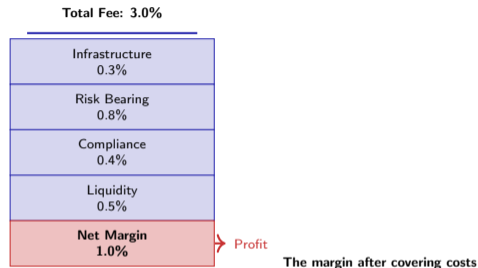 Total Fee: 3.0%
Infrastructure
0.3%
Risk Bearing
0.8%
Compliance
0.4%
Liquidity
0.5%
Net Margin
1.0%
Profit
The margin after covering costs